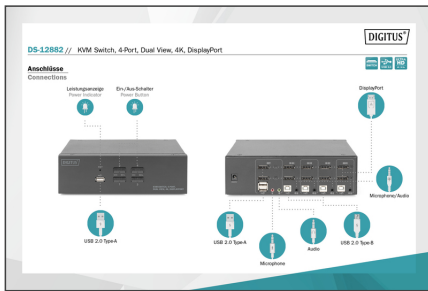 DIGITUS®
DS-12882 // KVM Switch, 4-Port, Dual View, 4K, DisplayPort
Anschlüsse
Connections
Leistungsanzeige
Power Indicator
Ein-/Aus-Schalter
Power Button
DisplayPort
DIGITUS
Microphone/Audio
USB 2.0 Type-A
USB 2.0 Type-A
Microphone
Audio
USB 2.0 Type-B